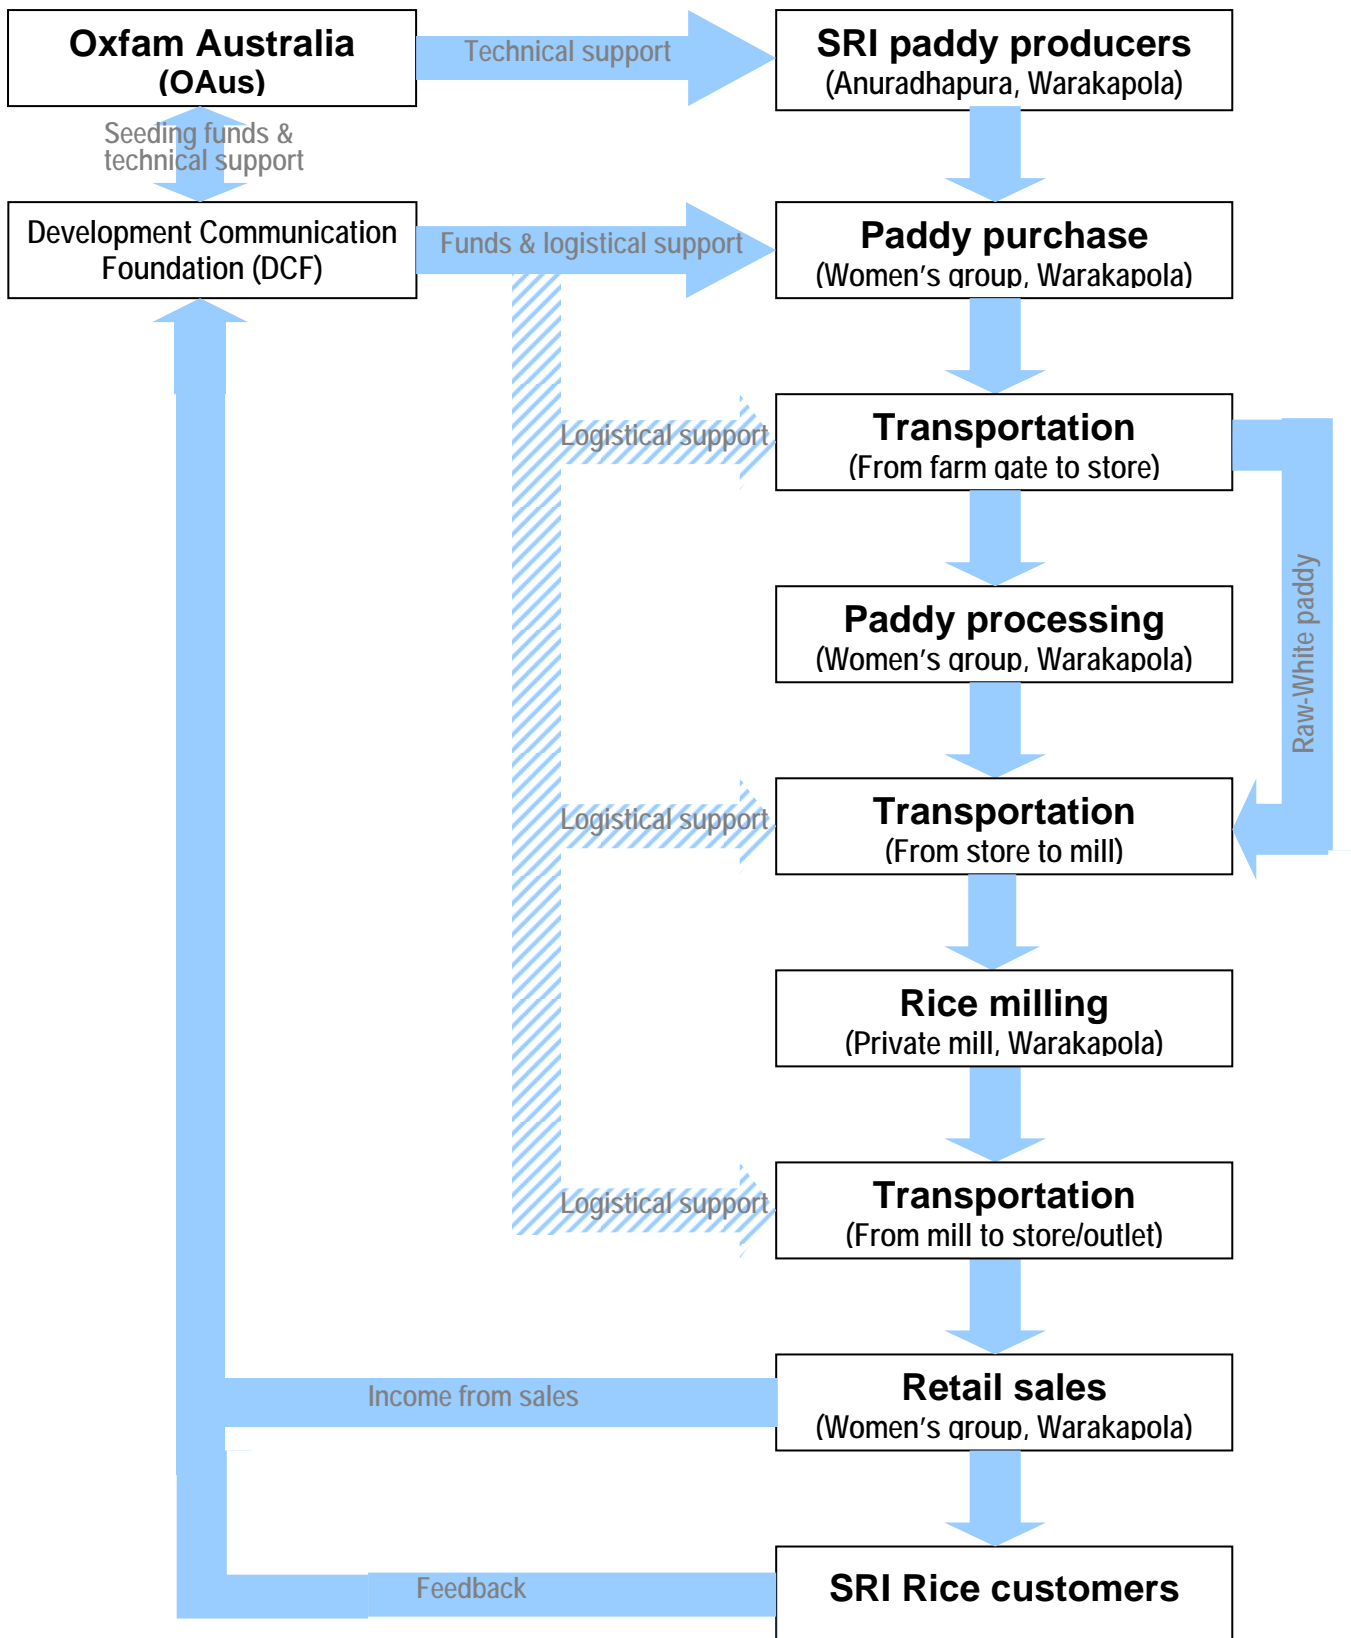 Oxfam Australia
(OAus)
Technical support
SRI paddy producers
(Anuradhapura, Warakapola)
Seeding funds &
technical support
Development Communication
Foundation (DCF)
Funds & logistical support
Paddy purchase
(Women's group, Warakapola)
Logistical support
Transportation
(From farm gate to store)
Raw-White paddy
Paddy processing
(Women's group, Warakapola)
Logistical support
Transportation
(From store to mill)
Rice milling
(Private mill, Warakapola)
Logistical support
Transportation
(From mill to store/outlet)
Income from sales
Retail sales
(Women's group, Warakapola)
Feedback
SRI Rice customers